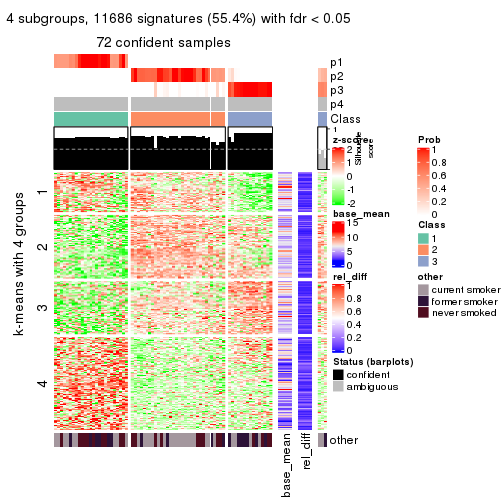 4 subgroups, 11686 signatures (55.4%) with fdr < 0.05
72 confident samples
p1
p2
p3
p4
Class
1
Silhouette
score
k-means with 4 groups
1
2
3
4
base_mean
rel_diff
other
z-score
2
1
0
-1
-2
base_mean
15
10
5
0
rel_diff
1
0.8
0.6
0.4
0.2
0
Status (barplots)
confident
ambiguous
Prob
1
0.8
0.6
0.4
0.2
0
Class
1
2
3
other
current smoker
former smoker
never smoked